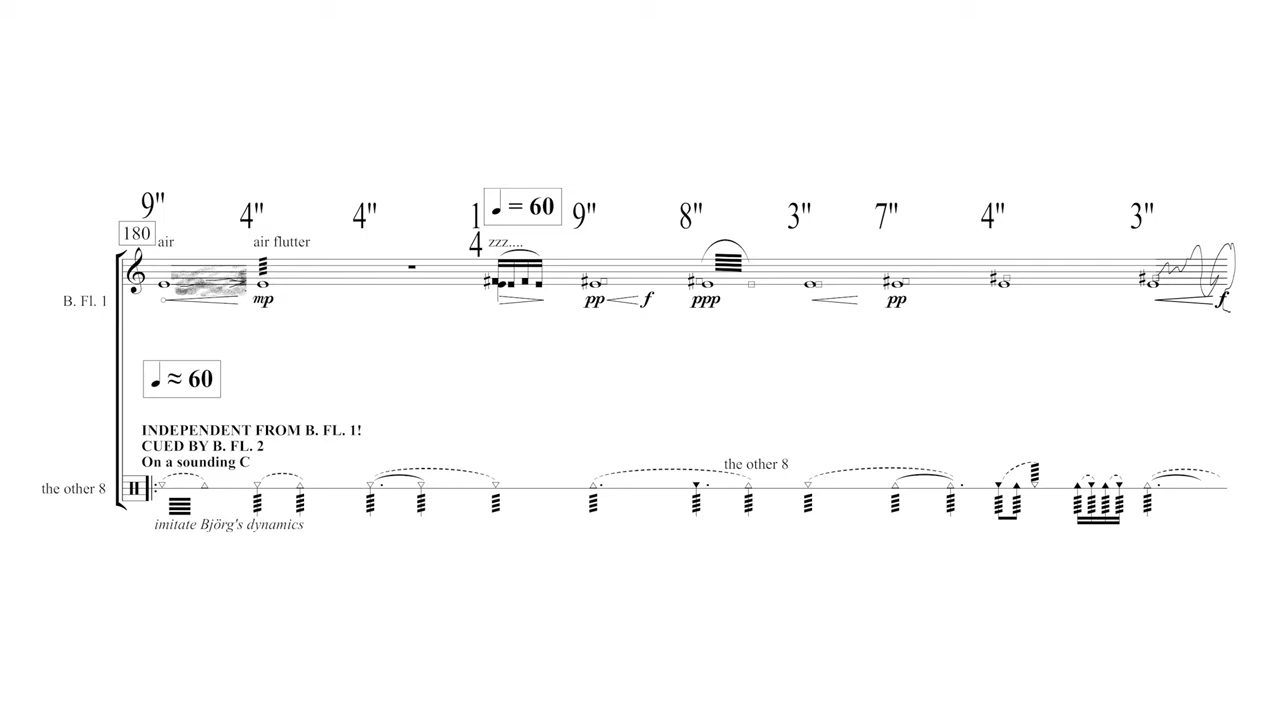 9" 4" 4" 1 4 ♩ = 60 9" 8" 3" 7" 4" 3"
180 air air flutter zzz....
B. Fl. 1
mp pp f ppp pp f
♩ ≈ 60
INDEPENDENT FROM B. FL. 1!
CUED BY B. FL. 2
On a sounding C
the other 8
the other 8
imitate Björg's dynamics